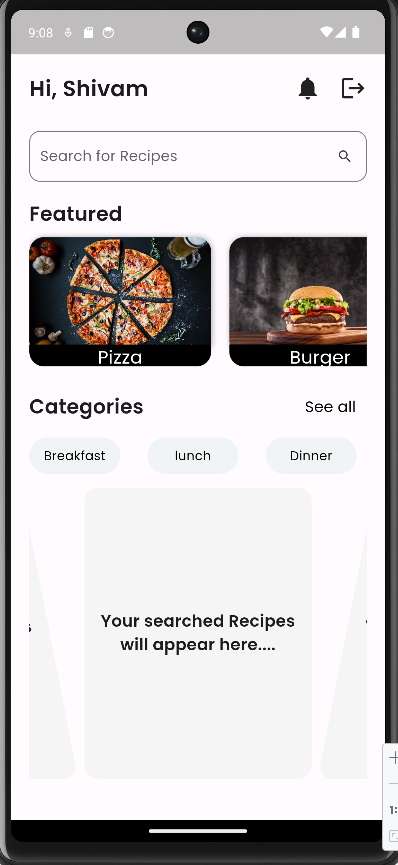 9:08
Hi, Shivam
Search for Recipes
Featured
Pizza
Burger
Categories
See all
Breakfast
lunch
Dinner
Your searched Recipes
will appear here....